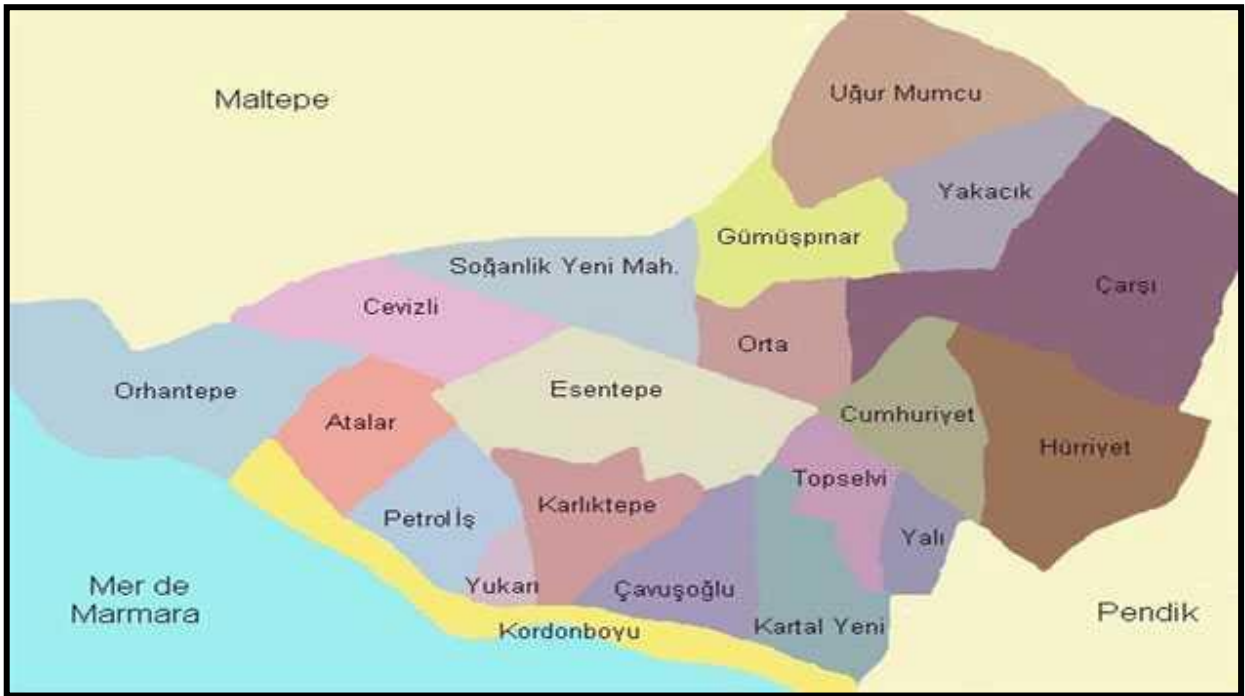 Uğur Mumcu
Maltepe
Yakacık
Gümüşpınar
Soğanlik Yeni Mah.
Çarşı
Cevizli
Orta
Orhantepe
Esentepe
Atalar
Cumhuriyet
Hürriyet
Topselvi
Karlıktepe
Petrol İş
Yalı
Mer de
Marmara
Yukarı
Çavuşoğlu
Pendik
Kordonboyu
Kartal Yeni